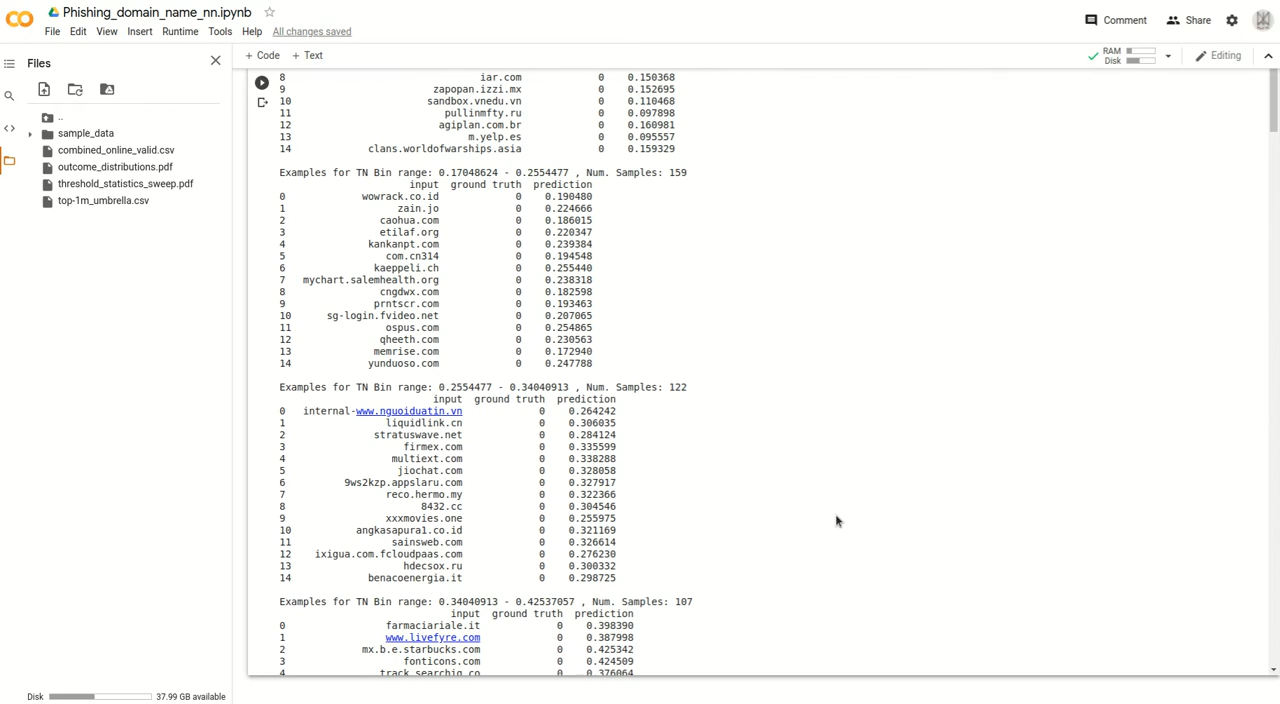 Phishing_domain_name_nn.ipynb
File Edit View Insert Runtime Tools Help All changes saved
Comment Share
Files
+ Code + Text
RAM
Disk
Editing
..
sample_data
combined_online_valid.csv
outcome_distributions.pdf
threshold_statistics_sweep.pdf
top-1m_umbrella.csv
8 iar.com 0 0.150368
9 zapopan.izzi.mx 0 0.152695
10 sandbox.vnedu.vn 0 0.110468
11 pullinmfty.ru 0 0.097898
12 agiplan.com.br 0 0.160981
13 m.yelp.es 0 0.095557
14 clans.worldofwarships.asia 0 0.159329
Examples for TN Bin range: 0.17048624 - 0.2554477 , Num. Samples: 159
input ground truth prediction
0 wowrack.co.id 0 0.190480
1 zain.jo 0 0.224666
2 caohua.com 0 0.186015
3 etilaf.org 0 0.220347
4 kankanpt.com 0 0.239384
5 com.cn314 0 0.194548
6 kaeppeli.ch 0 0.255440
7 mychart.salemhealth.org 0 0.238318
8 cngdwx.com 0 0.182598
9 prntscr.com 0 0.193463
10 sg-login.fvideo.net 0 0.207065
11 ospus.com 0 0.254865
12 qheeth.com 0 0.230563
13 memrise.com 0 0.172940
14 yunduoso.com 0 0.247788
Examples for TN Bin range: 0.2554477 - 0.34040913 , Num. Samples: 122
input ground truth prediction
0 internal-www.nguoiduatin.vn 0 0.264242
1 liquidlink.cn 0 0.306035
2 stratuswave.net 0 0.284124
3 firmex.com 0 0.335599
4 multiext.com 0 0.338288
5 jiochat.com 0 0.328058
6 9ws2kzp.appslaru.com 0 0.327917
7 reco.hermo.my 0 0.322366
8 8432.cc 0 0.304546
9 xxxmovies.one 0 0.255975
10 angkasapura1.co.id 0 0.321169
11 sainsweb.com 0 0.326614
12 ixigua.com.fcloudpaas.com 0 0.276230
13 hdecsox.ru 0 0.300332
14 benacoenergia.it 0 0.298725
Examples for TN Bin range: 0.34040913 - 0.42537057 , Num. Samples: 107
input ground truth prediction
0 farmaciariale.it 0 0.398390
1 www.livefyre.com 0 0.387998
2 mx.b.e.starbucks.com 0 0.425342
3 fonticons.com 0 0.424509
4 0 0.376064
Disk 37.99 GB available